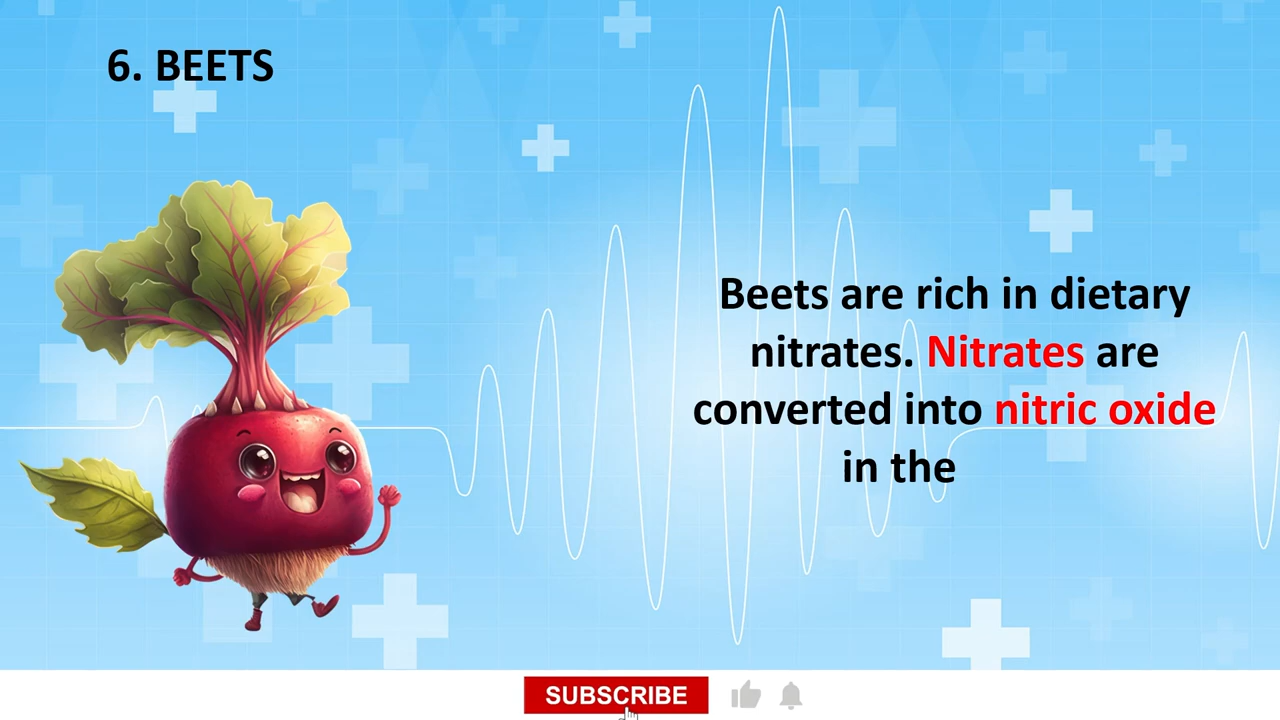 6. BEETS
Beets are rich in dietary
nitrates. Nitrates are
converted into nitric oxide
in the
SUBSCRIBE